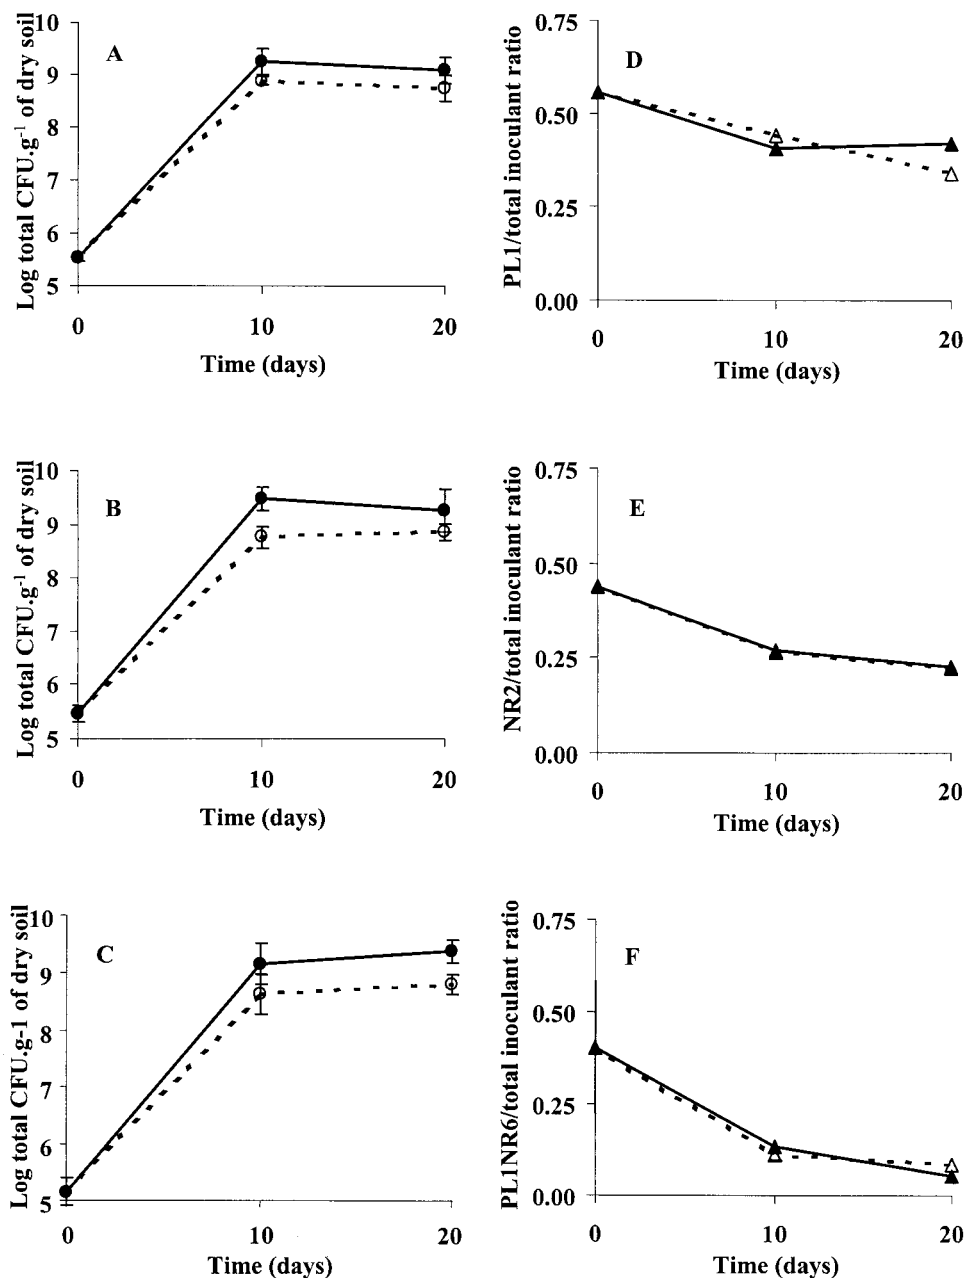 A
Log total CFU.g⁻¹ of dry soil
10
9
8
7
6
5
0
10
20
Time (days)
D
PL1/total inoculant ratio
0.75
0.50
0.25
0.00
0
10
20
Time (days)
B
Log total CFU.g⁻¹ of dry soil
10
9
8
7
6
5
0
10
20
Time (days)
E
NR2/total inoculant ratio
0.75
0.50
0.25
0.00
0
10
20
Time (days)
C
Log total CFU.g-1 of dry soil
10
9
8
7
6
5
0
10
20
Time (days)
F
PL1NR6/total inoculant ratio
0.75
0.50
0.25
0.00
0
10
20
Time (days)